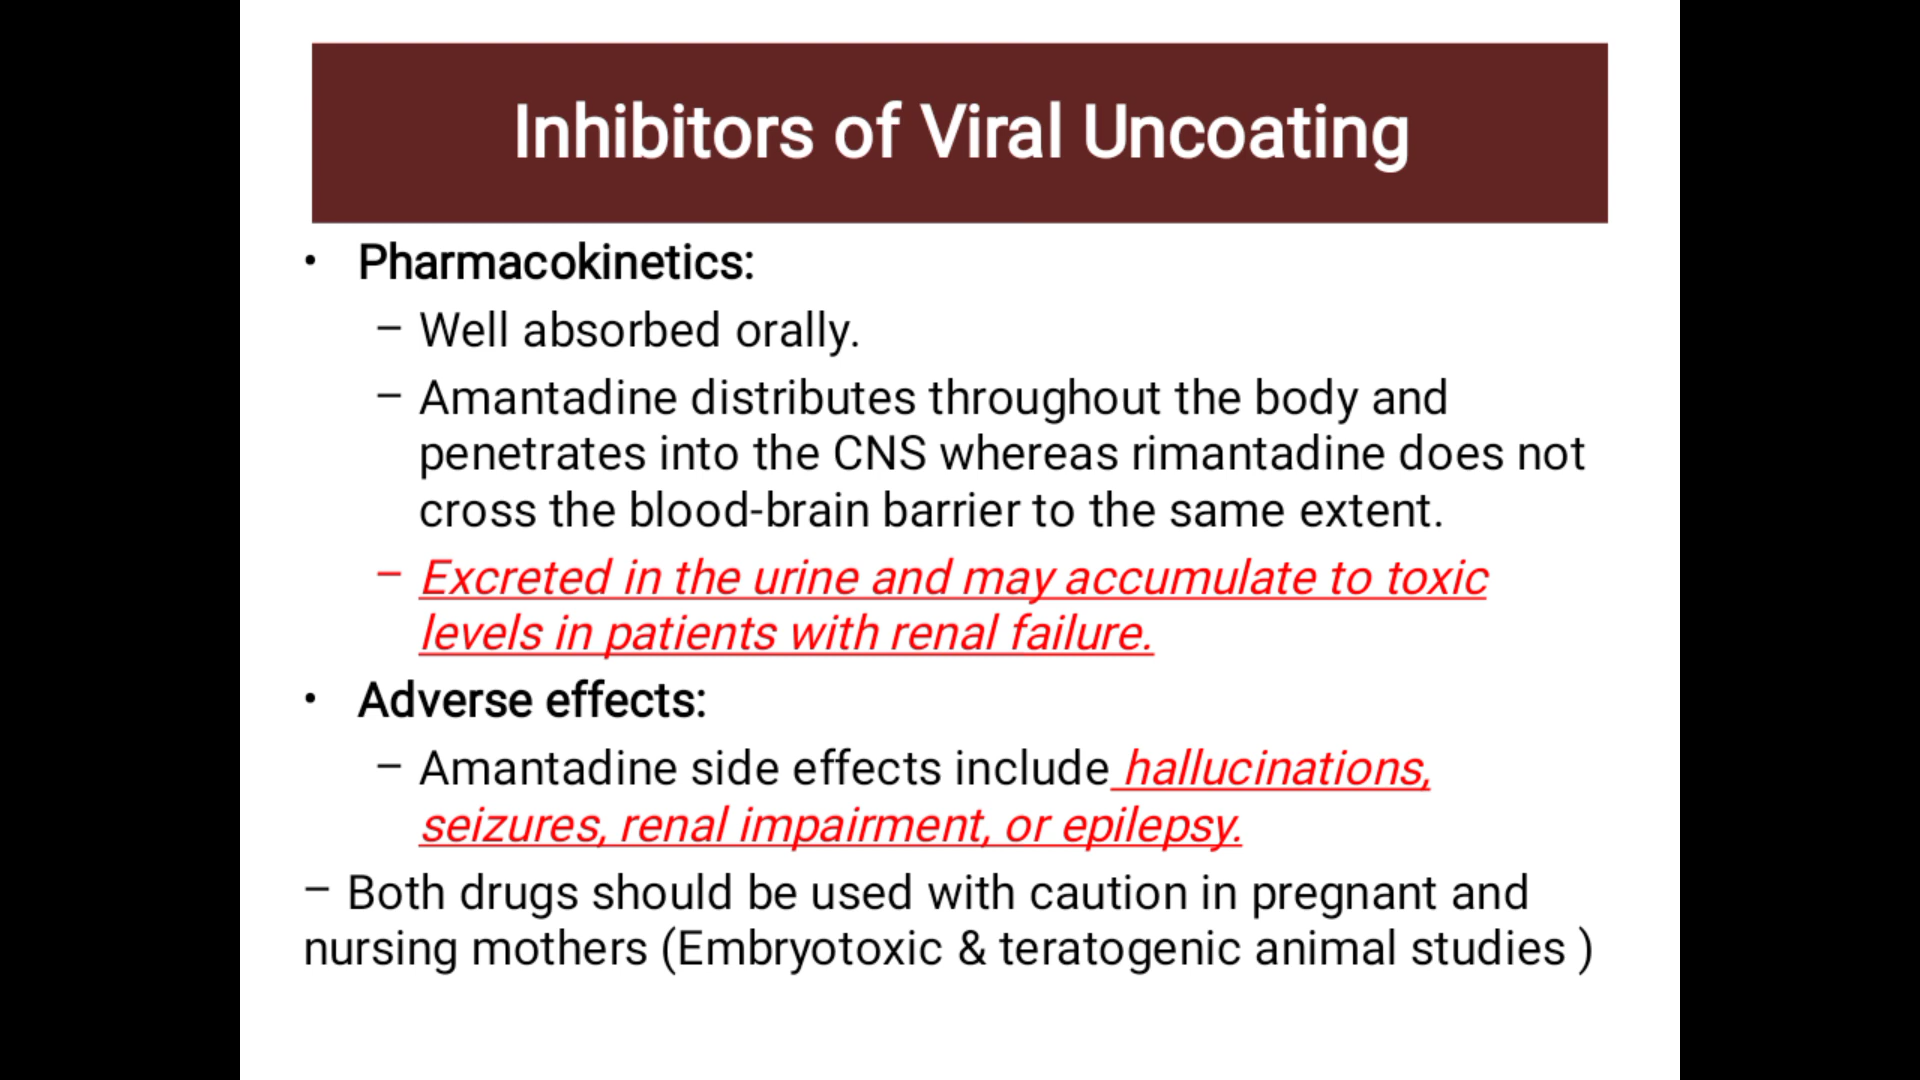 Inhibitors of Viral Uncoating
• Pharmacokinetics:
– Well absorbed orally.
– Amantadine distributes throughout the body and
penetrates into the CNS whereas rimantadine does not
cross the blood-brain barrier to the same extent.
– Excreted in the urine and may accumulate to toxic
levels in patients with renal failure.
• Adverse effects:
– Amantadine side effects include hallucinations,
seizures, renal impairment, or epilepsy.
– Both drugs should be used with caution in pregnant and
nursing mothers (Embryotoxic & teratogenic animal studies )